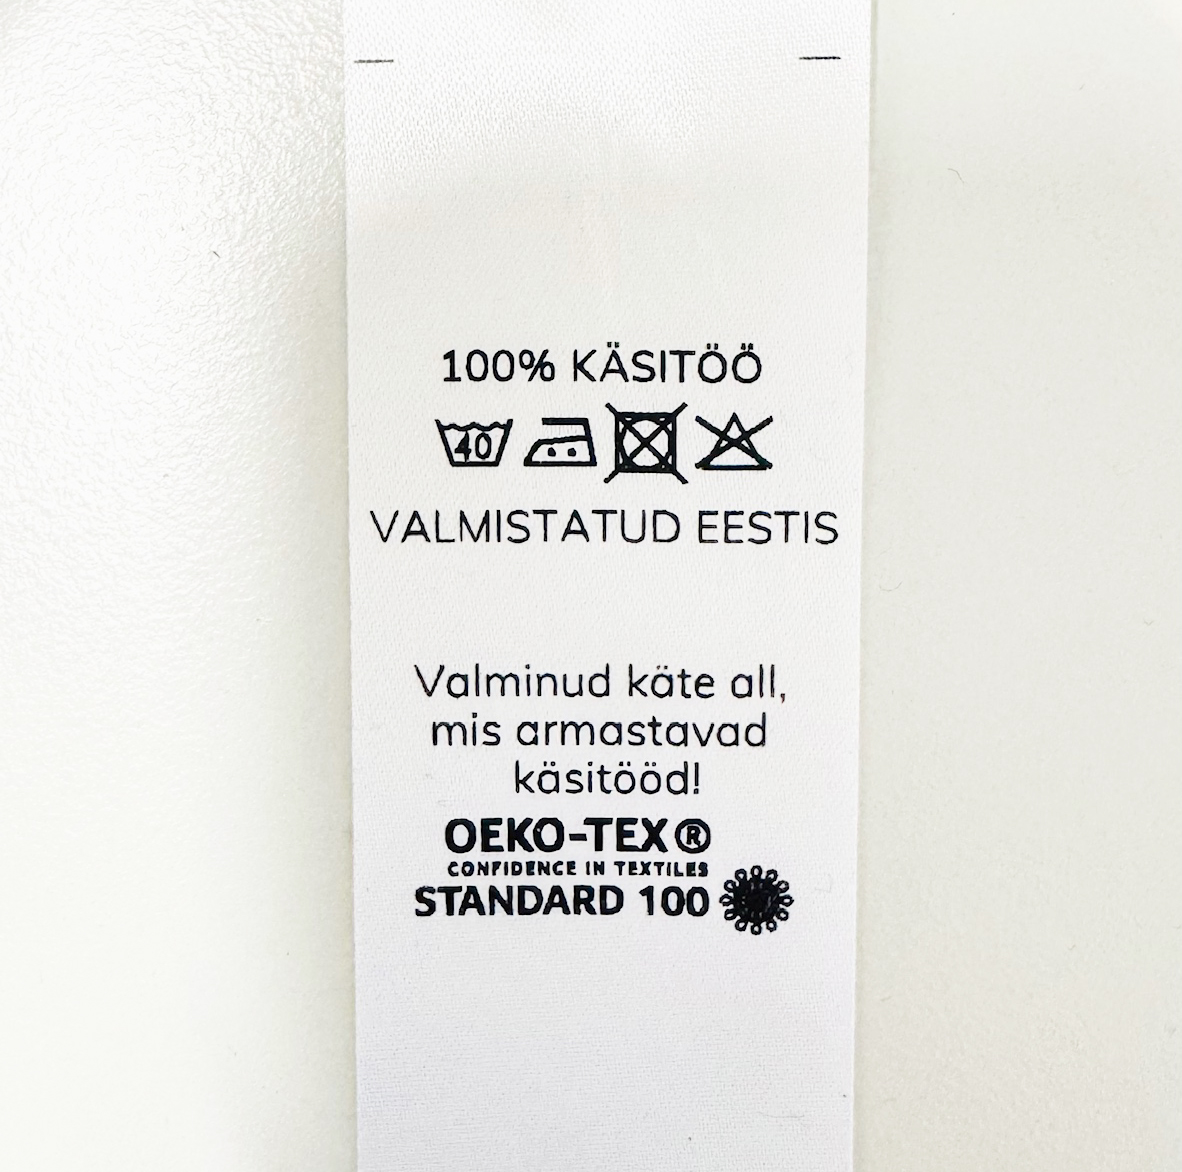 100% KÄSITÖÖ
40
VALMISTATUD EESTIS
Valminud käte all,
mis armastavad
käsitööd!
OEKO-TEX®
CONFIDENCE IN TEXTILES
STANDARD 100